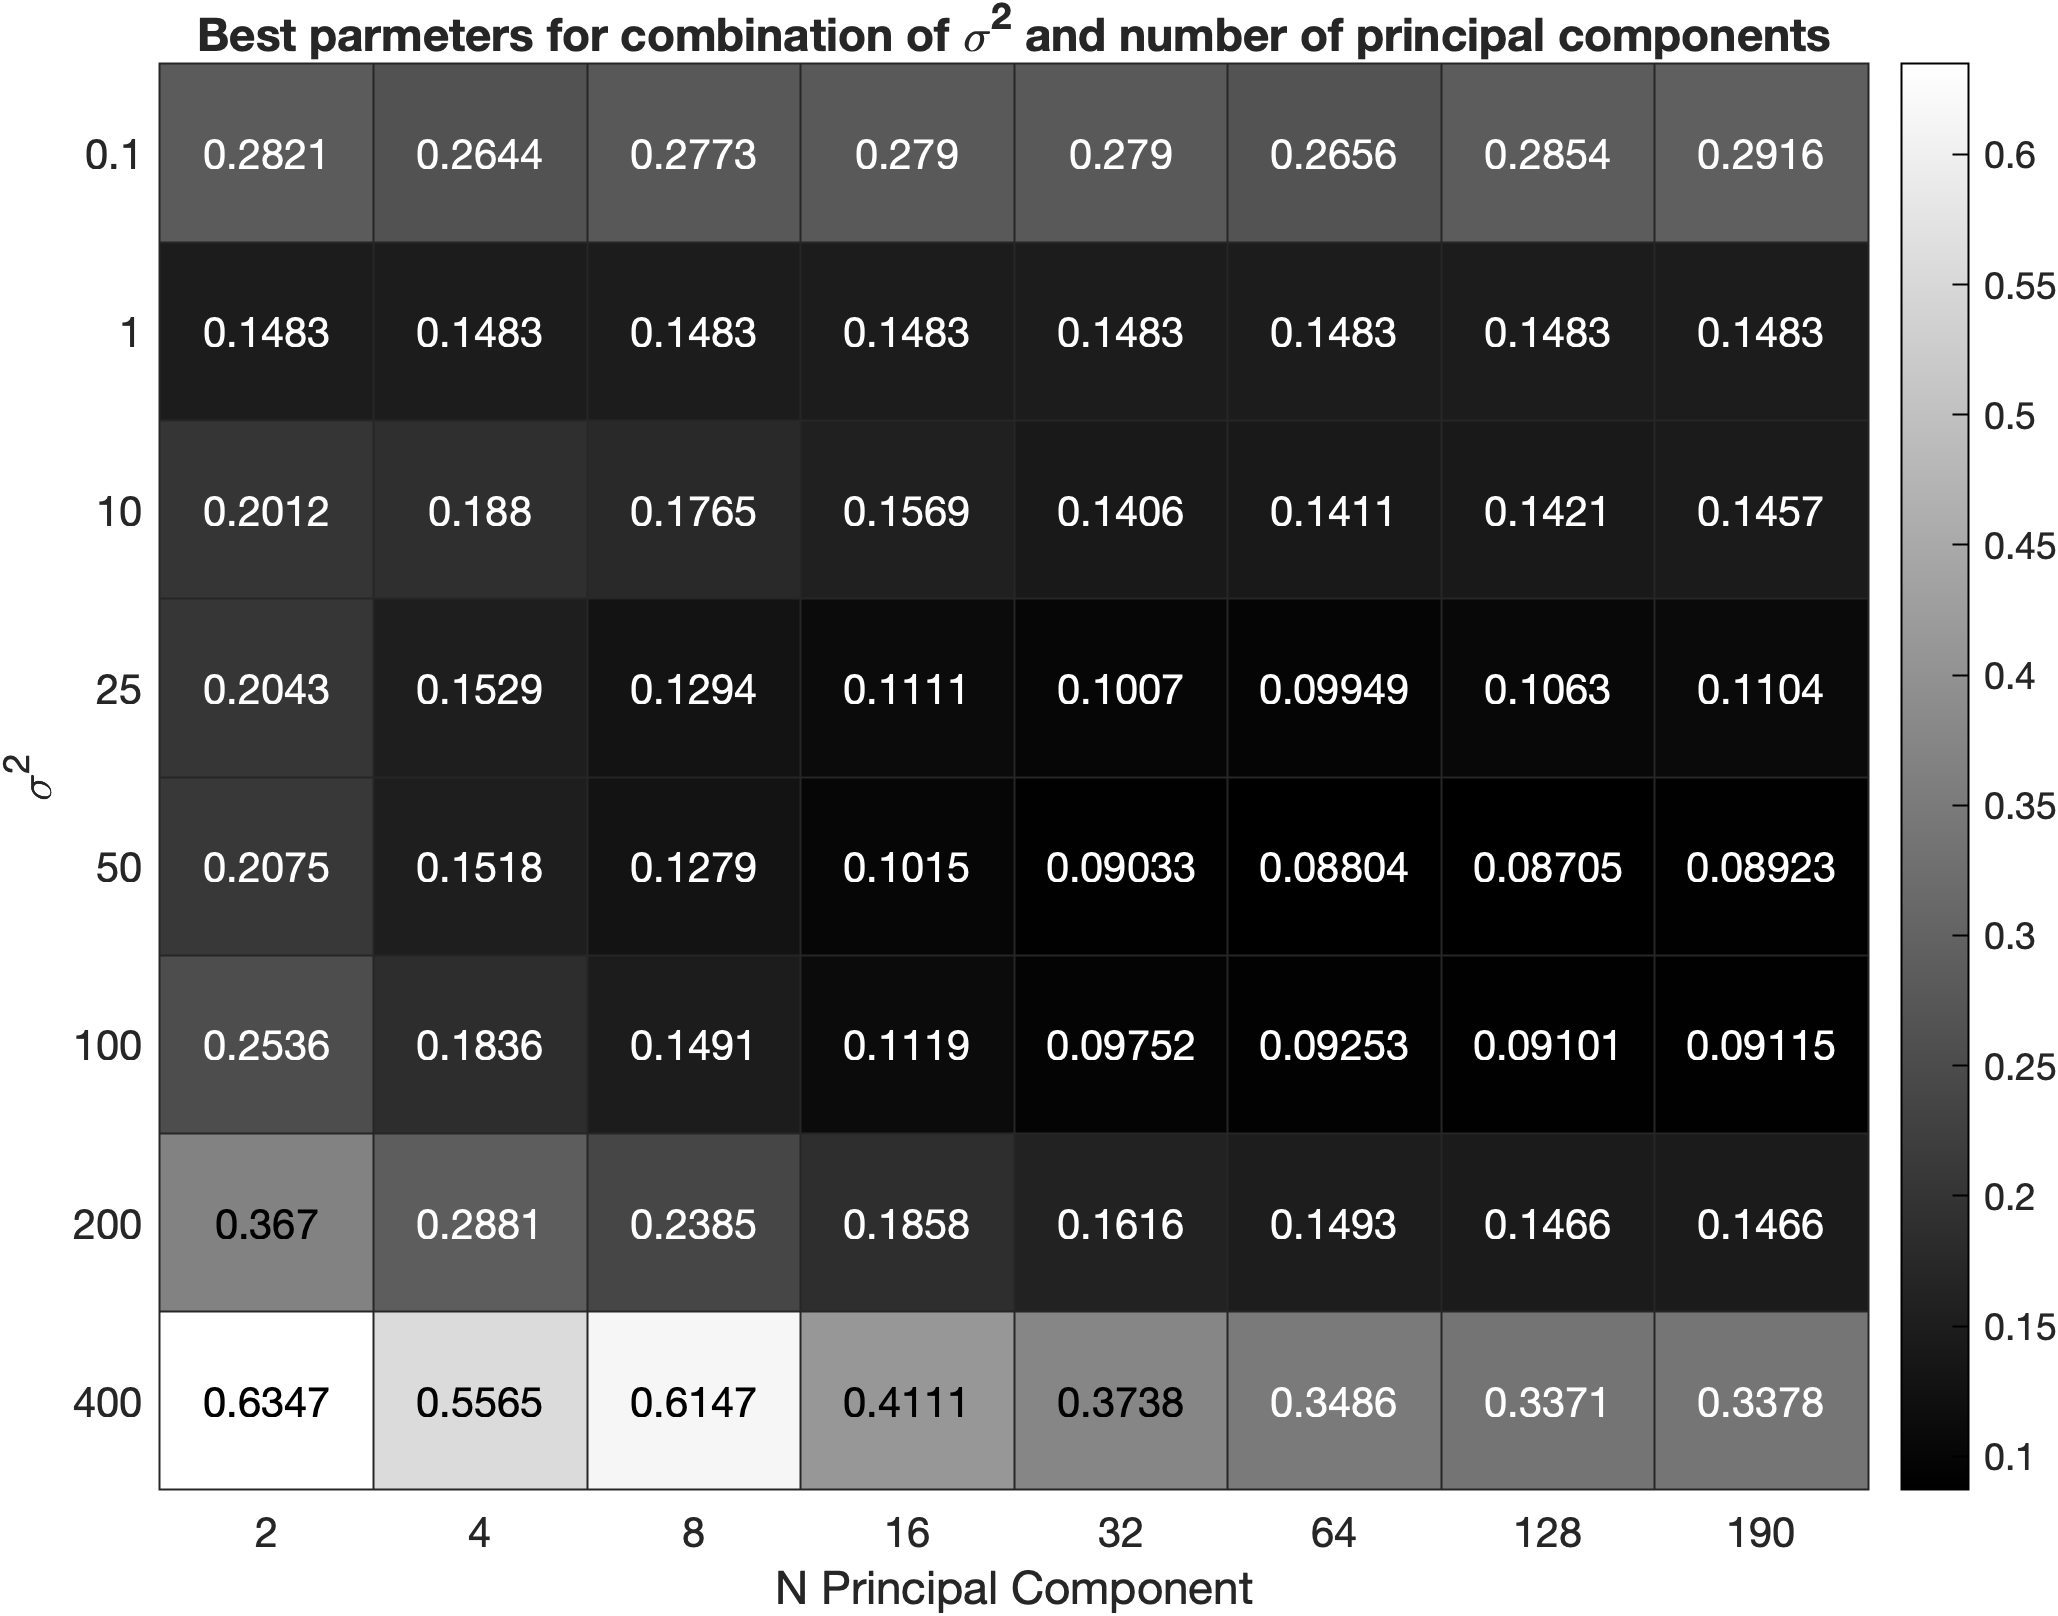 Best parmeters for combination of σ² and number of principal components
0.1 0.2821 0.2644 0.2773 0.279 0.279 0.2656 0.2854 0.2916
1 0.1483 0.1483 0.1483 0.1483 0.1483 0.1483 0.1483 0.1483
10 0.2012 0.188 0.1765 0.1569 0.1406 0.1411 0.1421 0.1457
25 0.2043 0.1529 0.1294 0.1111 0.1007 0.09949 0.1063 0.1104
50 0.2075 0.1518 0.1279 0.1015 0.09033 0.08804 0.08705 0.08923
100 0.2536 0.1836 0.1491 0.1119 0.09752 0.09253 0.09101 0.09115
200 0.367 0.2881 0.2385 0.1858 0.1616 0.1493 0.1466 0.1466
400 0.6347 0.5565 0.6147 0.4111 0.3738 0.3486 0.3371 0.3378
2 4 8 16 32 64 128 190
N Principal Component
σ²
0.6
0.55
0.5
0.45
0.4
0.35
0.3
0.25
0.2
0.15
0.1